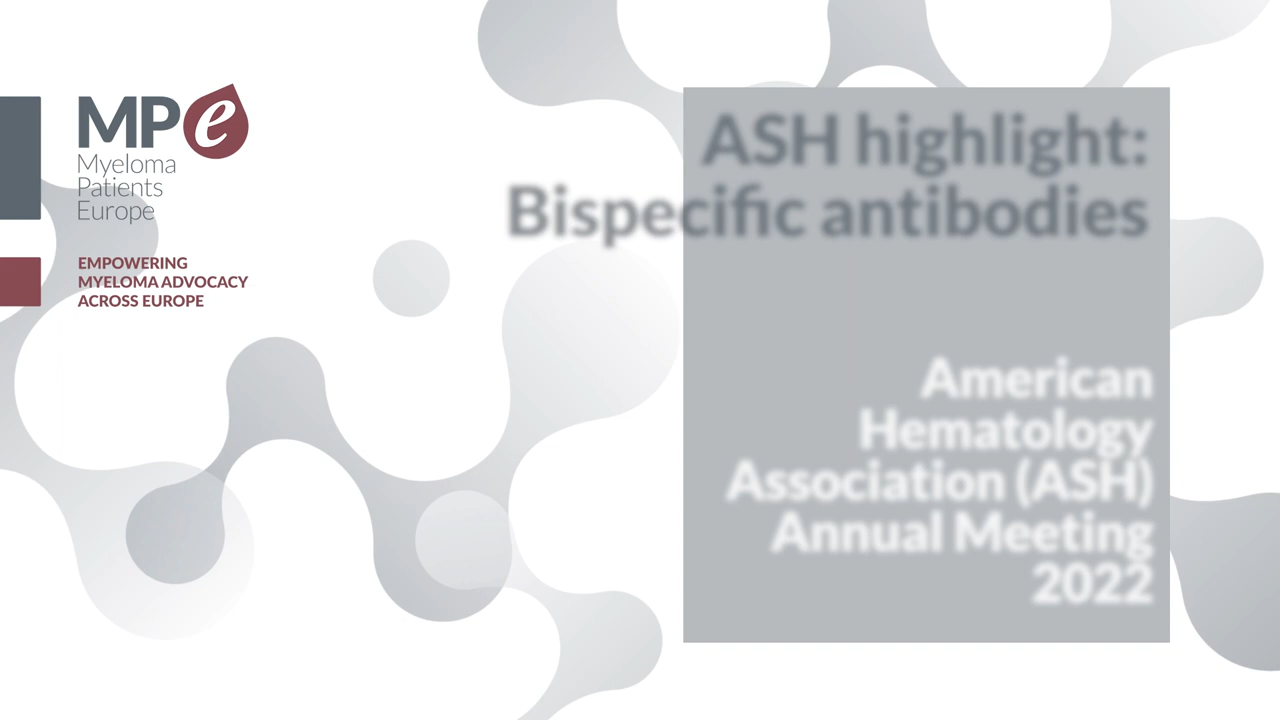 MPe
Myeloma
Patients
Europe
EMPOWERING
MYELOMA ADVOCACY
ACROSS EUROPE
ASH highlight:
Bispecific antibodies
American
Hematology
Association (ASH)
Annual Meeting
2022